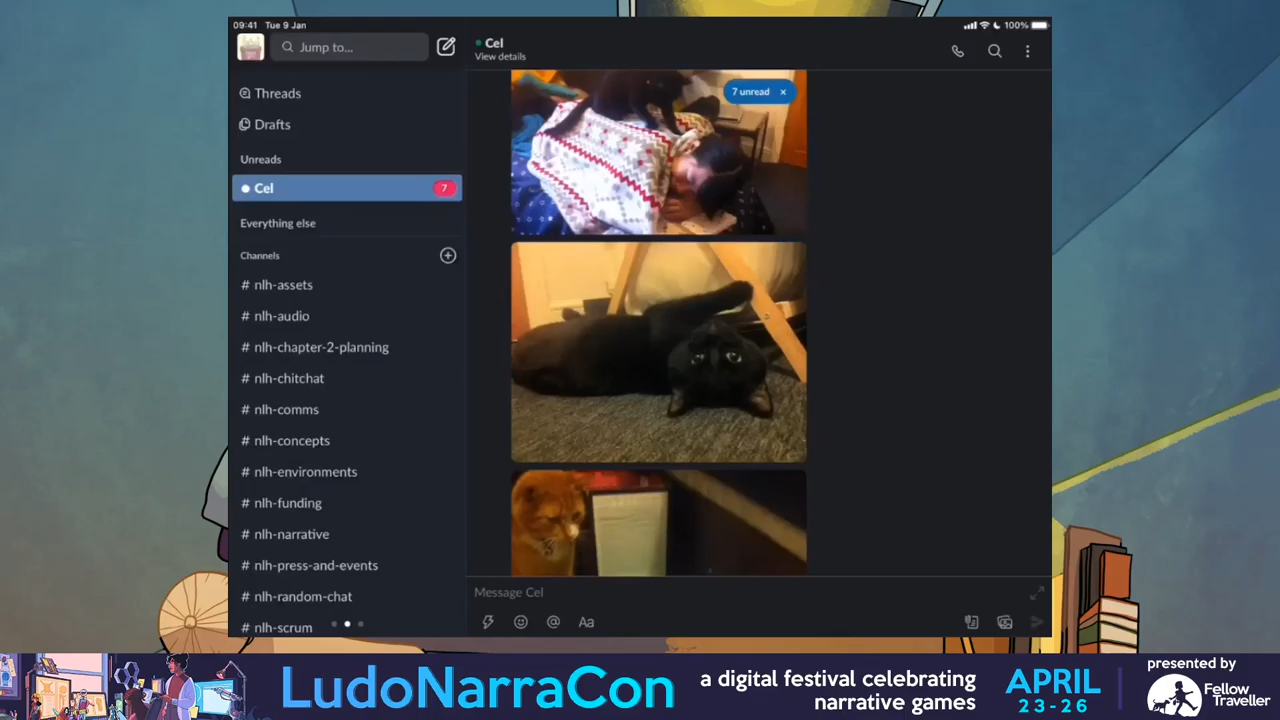 09:41 Tue 9 Jan
100%
Jump to...
Threads
Drafts
Unreads
Cel
7
Everything else
Channels
# nlh-assets
# nlh-audio
# nlh-chapter-2-planning
# nlh-chitchat
# nlh-comms
# nlh-concepts
# nlh-environments
# nlh-funding
# nlh-narrative
# nlh-press-and-events
# nlh-random-chat
# nlh-scrum
Cel
View details
7 unread ×
Message Cel
@ Aa
LudoNarraCon
a digital festival celebrating
narrative games
APRIL
23-26
presented by
Fellow
Traveller